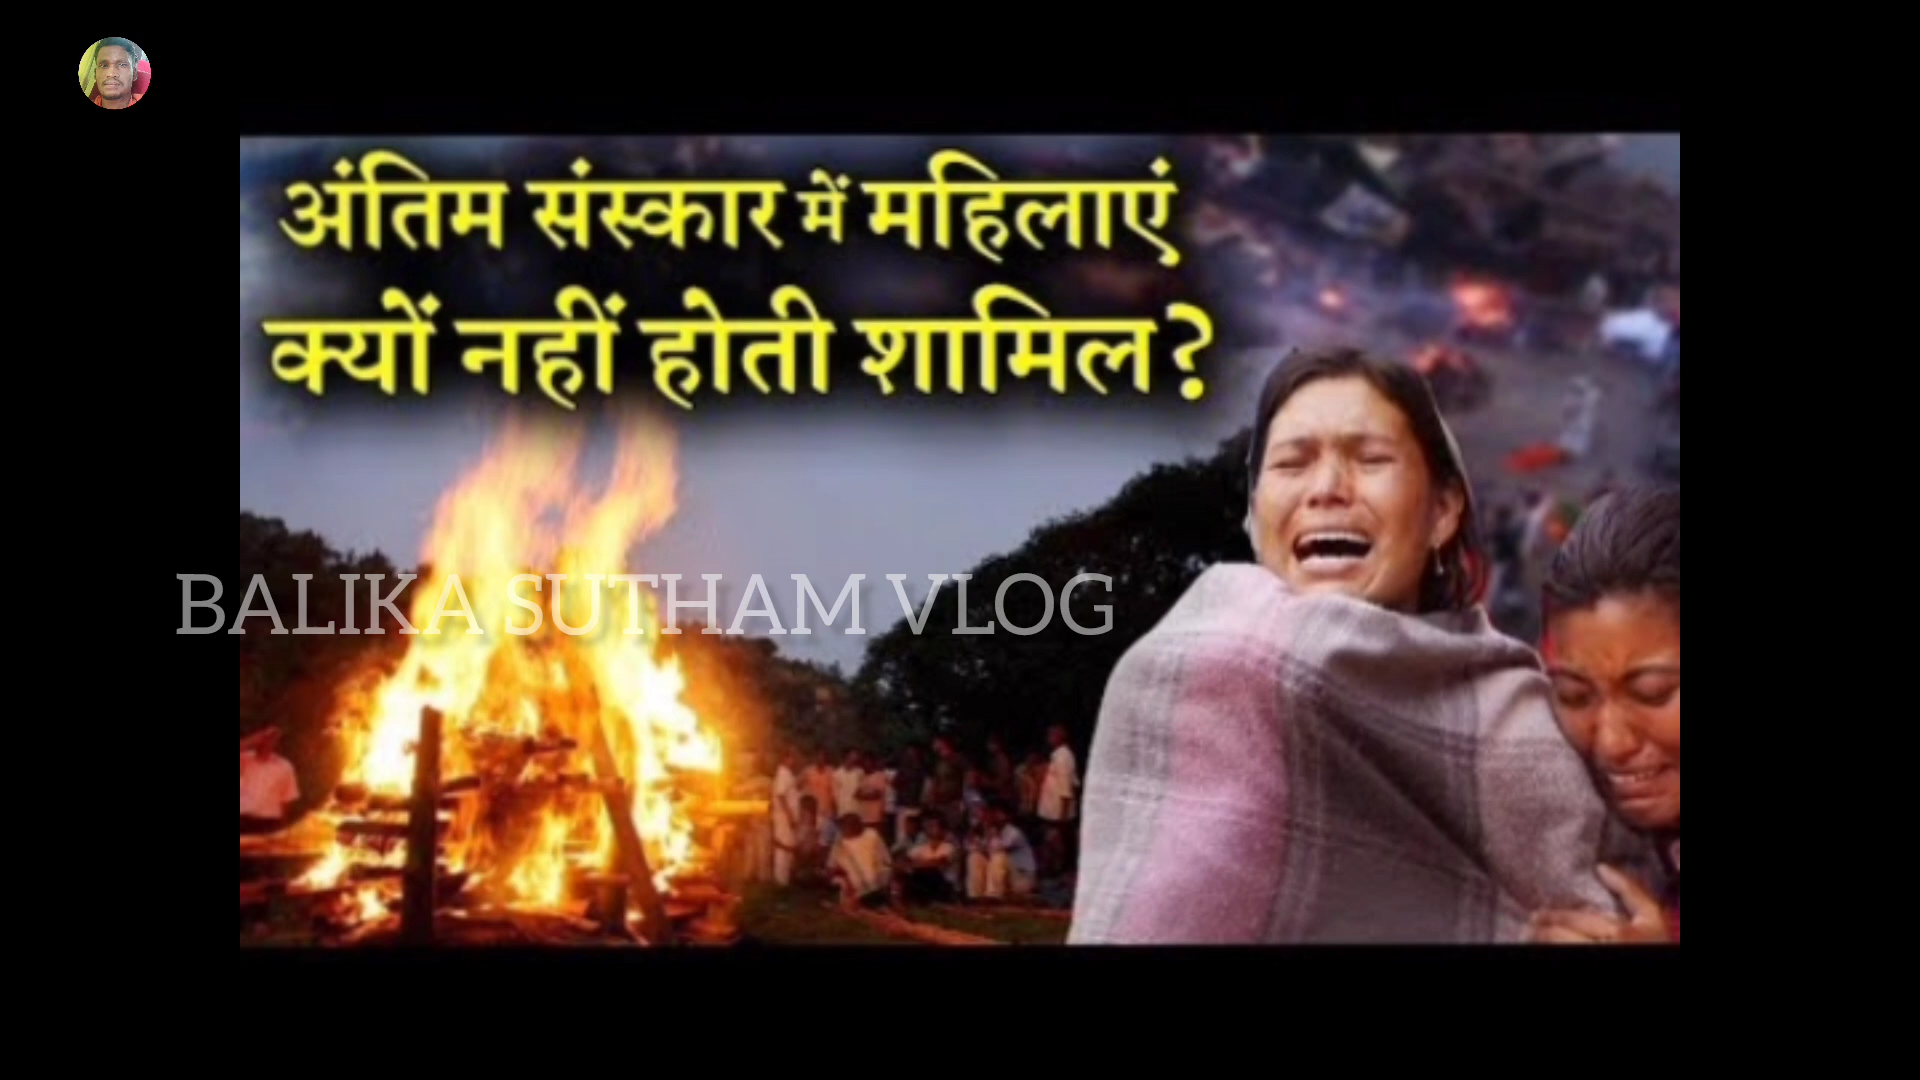 अंतिम संस्कार में महिलाएं
क्यों नहीं होती शामिल?
BALIKA SUTHAM VLOG